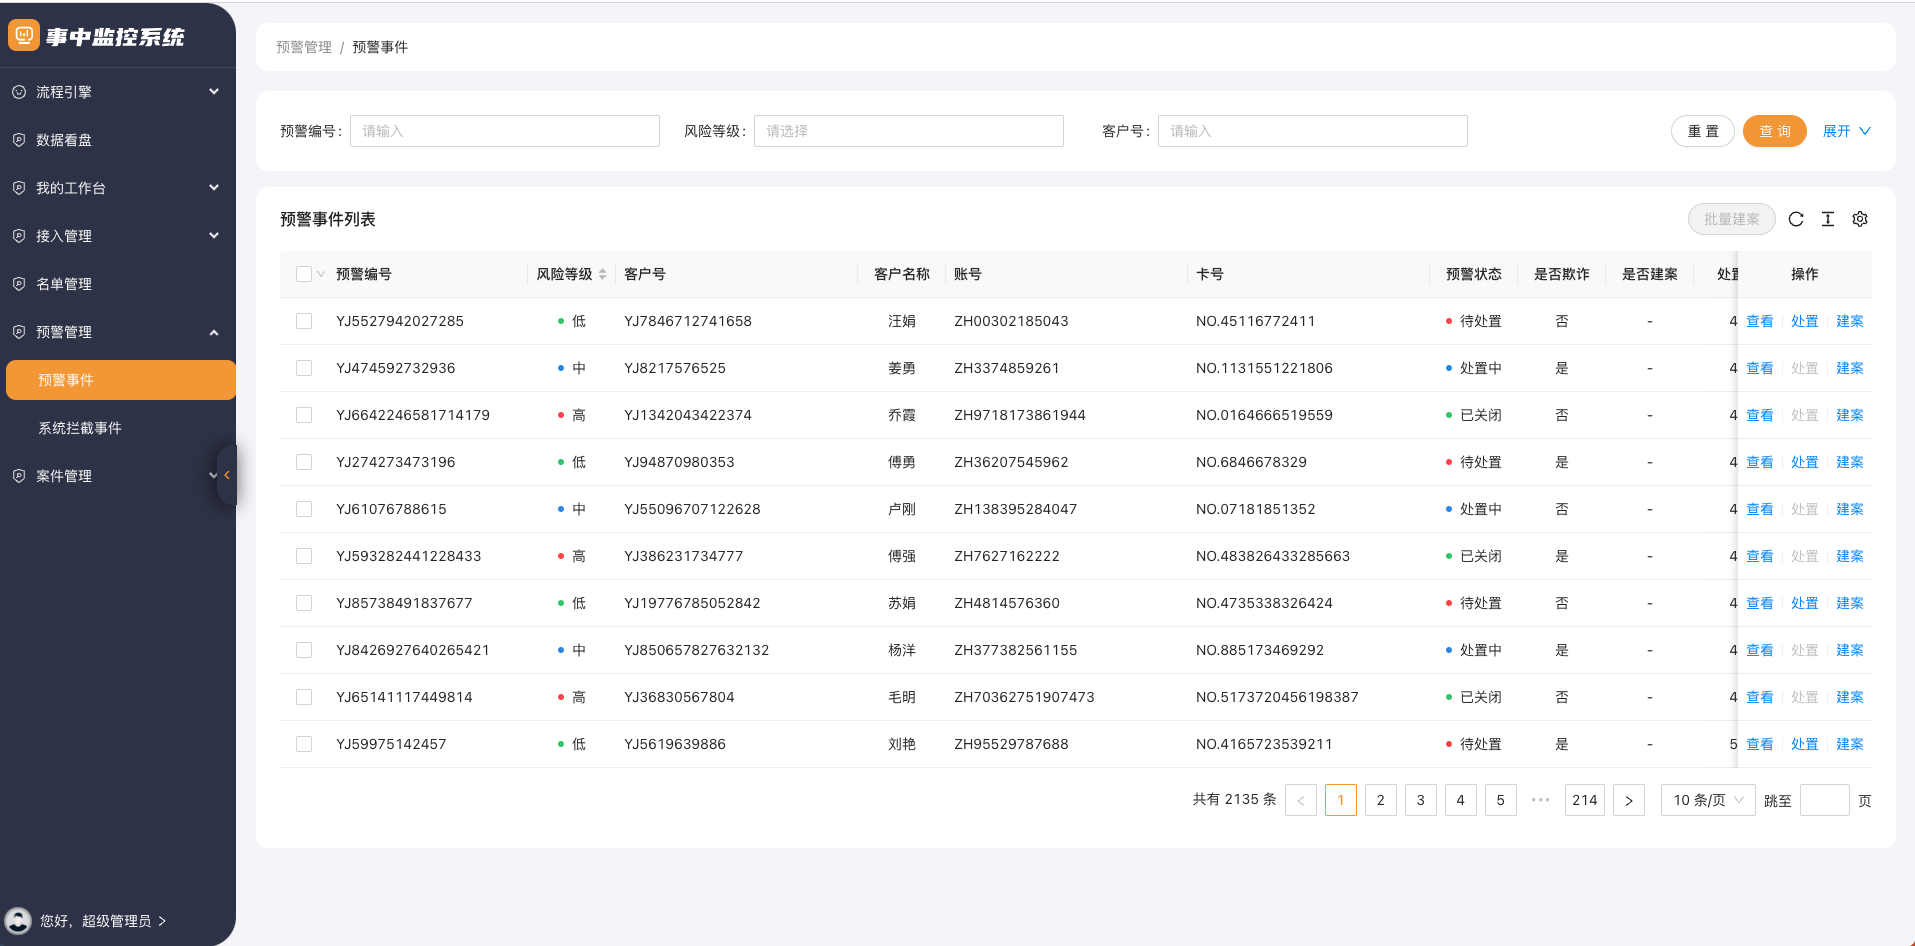 事中监控系统
流程引擎
数据看盘
我的工作台
接入管理
名单管理
预警管理
预警事件
系统拦截事件
案件管理
您好，超级管理员 >
预警管理 / 预警事件
预警编号： 请输入 风险等级： 请选择 客户号： 请输入 重 置 查 询 展开
预警事件列表 批量建案
预警编号 风险等级 客户号 客户名称 账号 卡号 预警状态 是否欺诈 是否建案 操作
YJ5527942027285 低 YJ7846712741658 汪娟 ZH00302185043 NO.45116772411 待处置 否 - 4 查看 处置 建案
YJ474592732936 中 YJ8217576525 姜勇 ZH3374859261 NO.1131551221806 处置中 是 - 4 查看 处置 建案
YJ6642246581714179 高 YJ1342043422374 乔霞 ZH9718173861944 NO.0164666519559 已关闭 否 - 4 查看 处置 建案
YJ274273473196 低 YJ94870980353 傅勇 ZH36207545962 NO.6846678329 待处置 是 - 4 查看 处置 建案
YJ61076788615 中 YJ55096707122628 卢刚 ZH138395284047 NO.07181851352 处置中 否 - 4 查看 处置 建案
YJ593282441228433 高 YJ386231734777 傅强 ZH7627162222 NO.483826433285663 已关闭 是 - 4 查看 处置 建案
YJ85738491837677 低 YJ19776785052842 苏娟 ZH4814576360 NO.4735338326424 待处置 否 - 4 查看 处置 建案
YJ8426927640265421 中 YJ850657827632132 杨洋 ZH377382561155 NO.885173469292 处置中 是 - 4 查看 处置 建案
YJ65141117449814 高 YJ36830567804 毛明 ZH70362751907473 NO.5173720456198387 已关闭 否 - 4 查看 处置 建案
YJ59975142457 低 YJ5619639886 刘艳 ZH95529787688 NO.4165723539211 待处置 是 - 5 查看 处置 建案
共有 2135 条 < 1 2 3 4 5 ••• 214 > 10 条/页 跳至 页